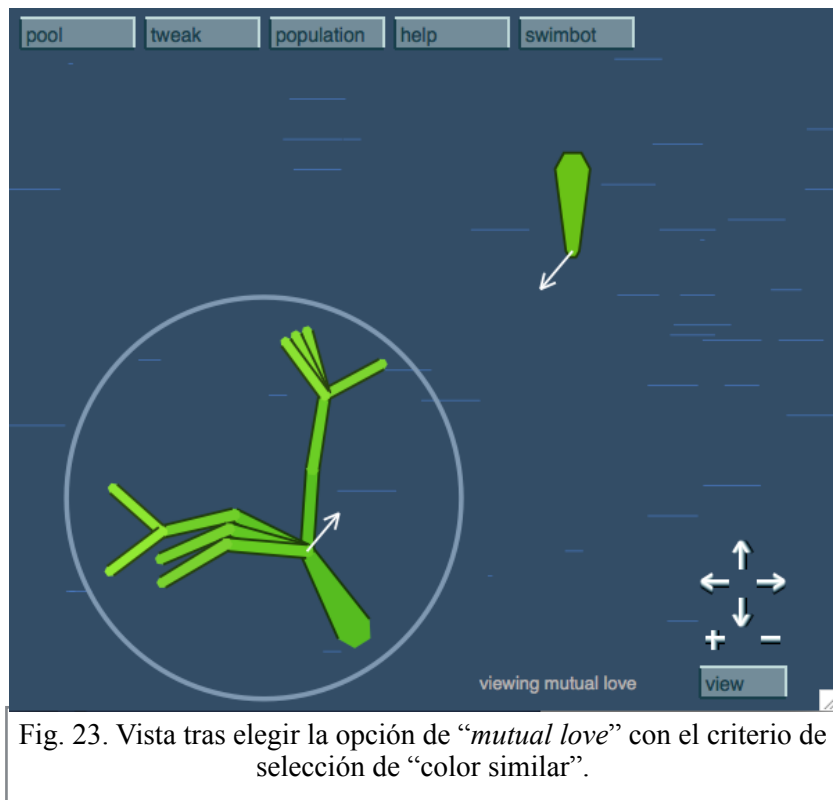 pool tweak population help swimbot
viewing mutual love view
Fig. 23. Vista tras elegir la opción de “mutual love” con el criterio de
selección de “color similar”.